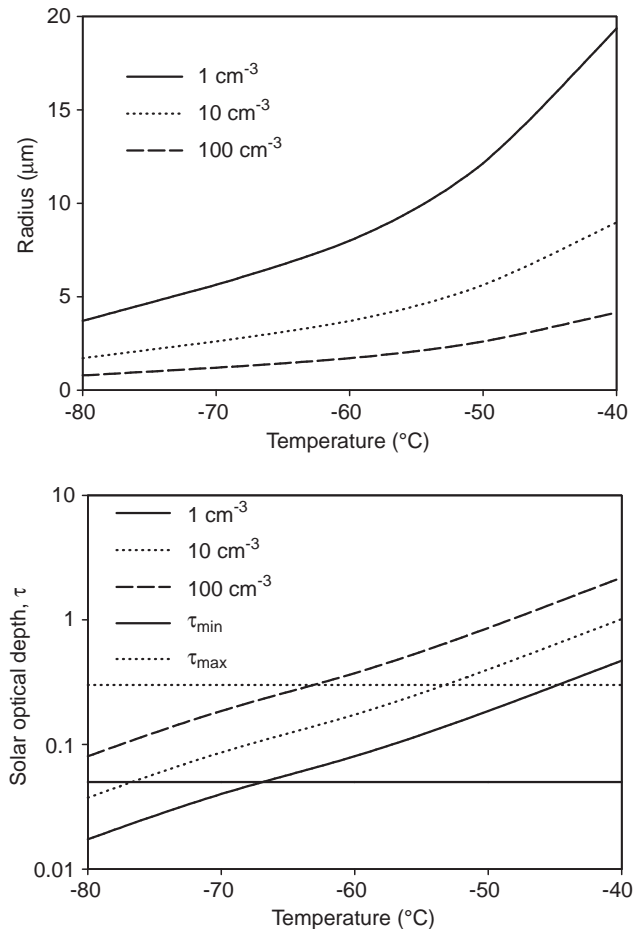 20
15
10
5
0
Radius (μm)
1 cm⁻³
10 cm⁻³
100 cm⁻³
-80 -70 -60 -50 -40
Temperature (°C)
10
1
0.1
0.01
Solar optical depth, τ
1 cm⁻³
10 cm⁻³
100 cm⁻³
τmin
τmax
-80 -70 -60 -50 -40
Temperature (°C)